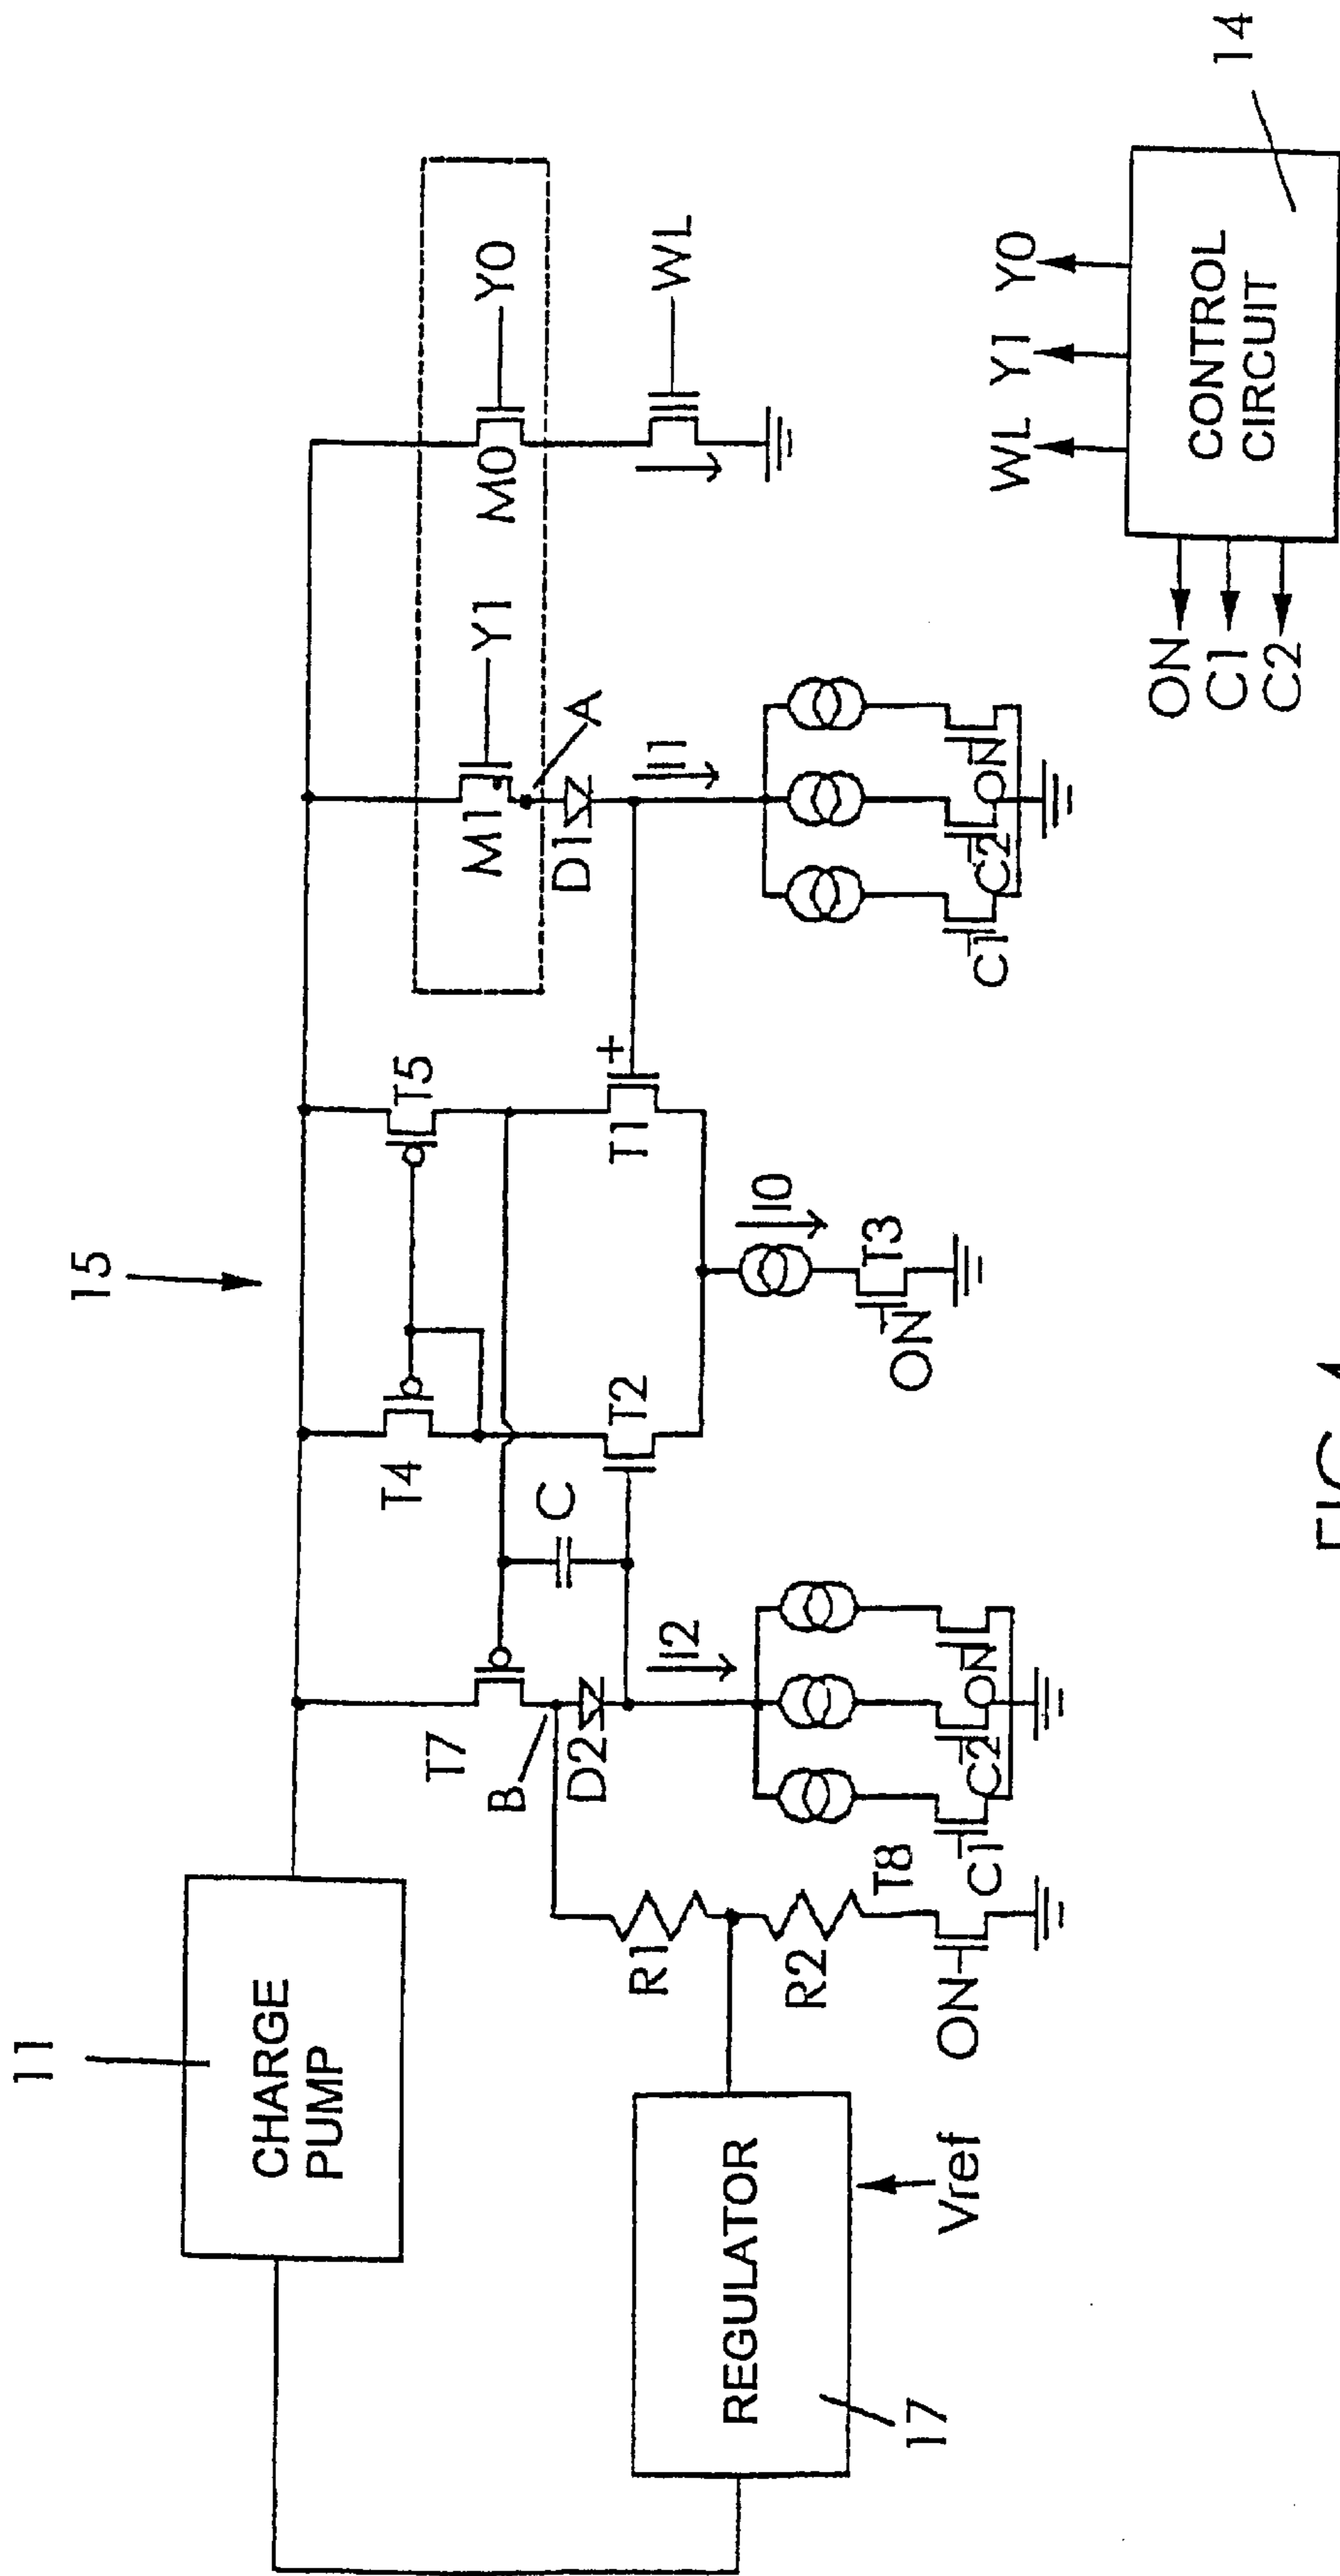 11
CHARGE
PUMP
15
T7
B
D2
I2
R1
R2
T8
ON
C1
C2
ON
REGULATOR
17
Vref
C
T4
T5
T2
T1
+
I0
T3
ON
M1
Y1
A
D1
I1
C1
C2
ON
M0
Y0
WL
ON
C1
C2
WL
Y1
Y0
CONTROL
CIRCUIT
14